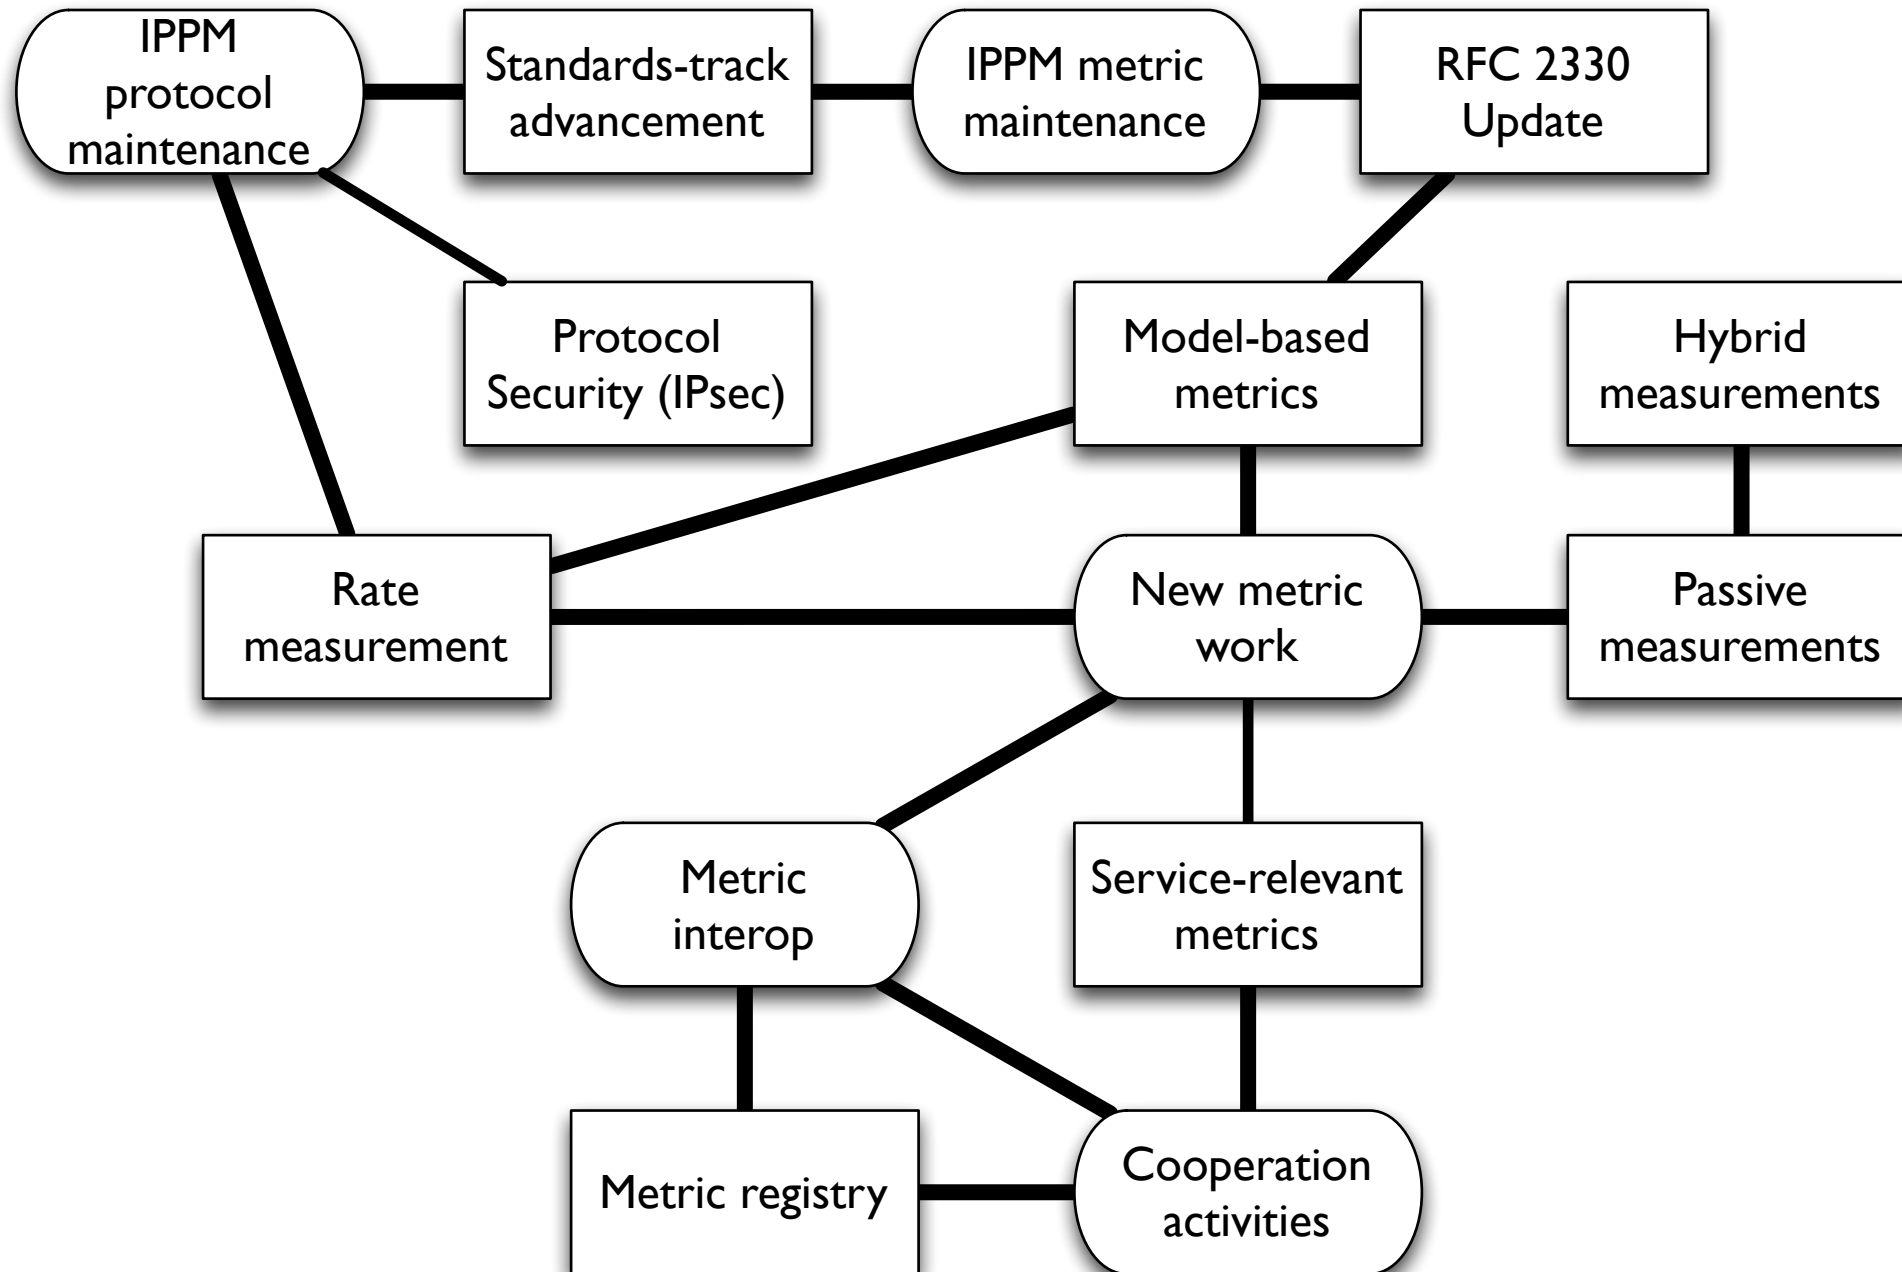 IPPM
protocol
maintenance
Standards-track
advancement
IPPM metric
maintenance
RFC 2330
Update
Protocol
Security (IPsec)
Model-based
metrics
Hybrid
measurements
Rate
measurement
New metric
work
Passive
measurements
Metric
interop
Service-relevant
metrics
Metric registry
Cooperation
activities